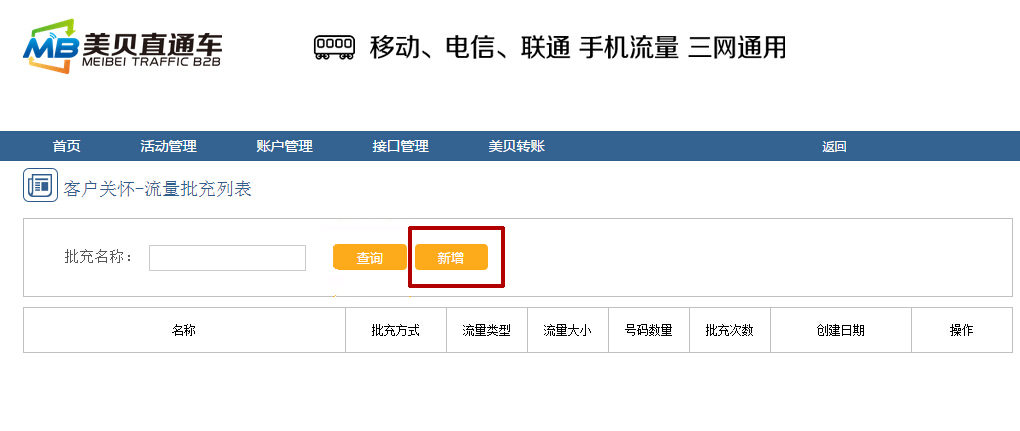 MB 美贝直通车
MEIBEI TRAFFIC B2B
移动、电信、联通 手机流量 三网通用
首页 活动管理 账户管理 接口管理 美贝转账 返回
客户关怀-流量批充列表
批充名称： 查询 新增
名称 批充方式 流量类型 流量大小 号码数量 批充次数 创建日期 操作